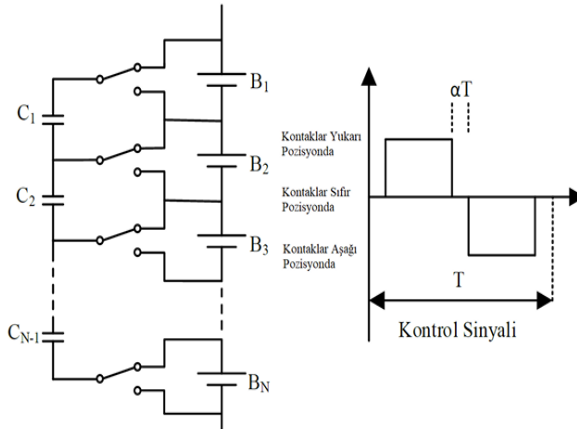 B1
C1
B2
C2
B3
CN-1
BN
αT
Kontaklar Yukarı
Pozisyonda
Kontaklar Sıfır
Pozisyonda
Kontaklar Aşağı
Pozisyonda
T
Kontrol Sinyali